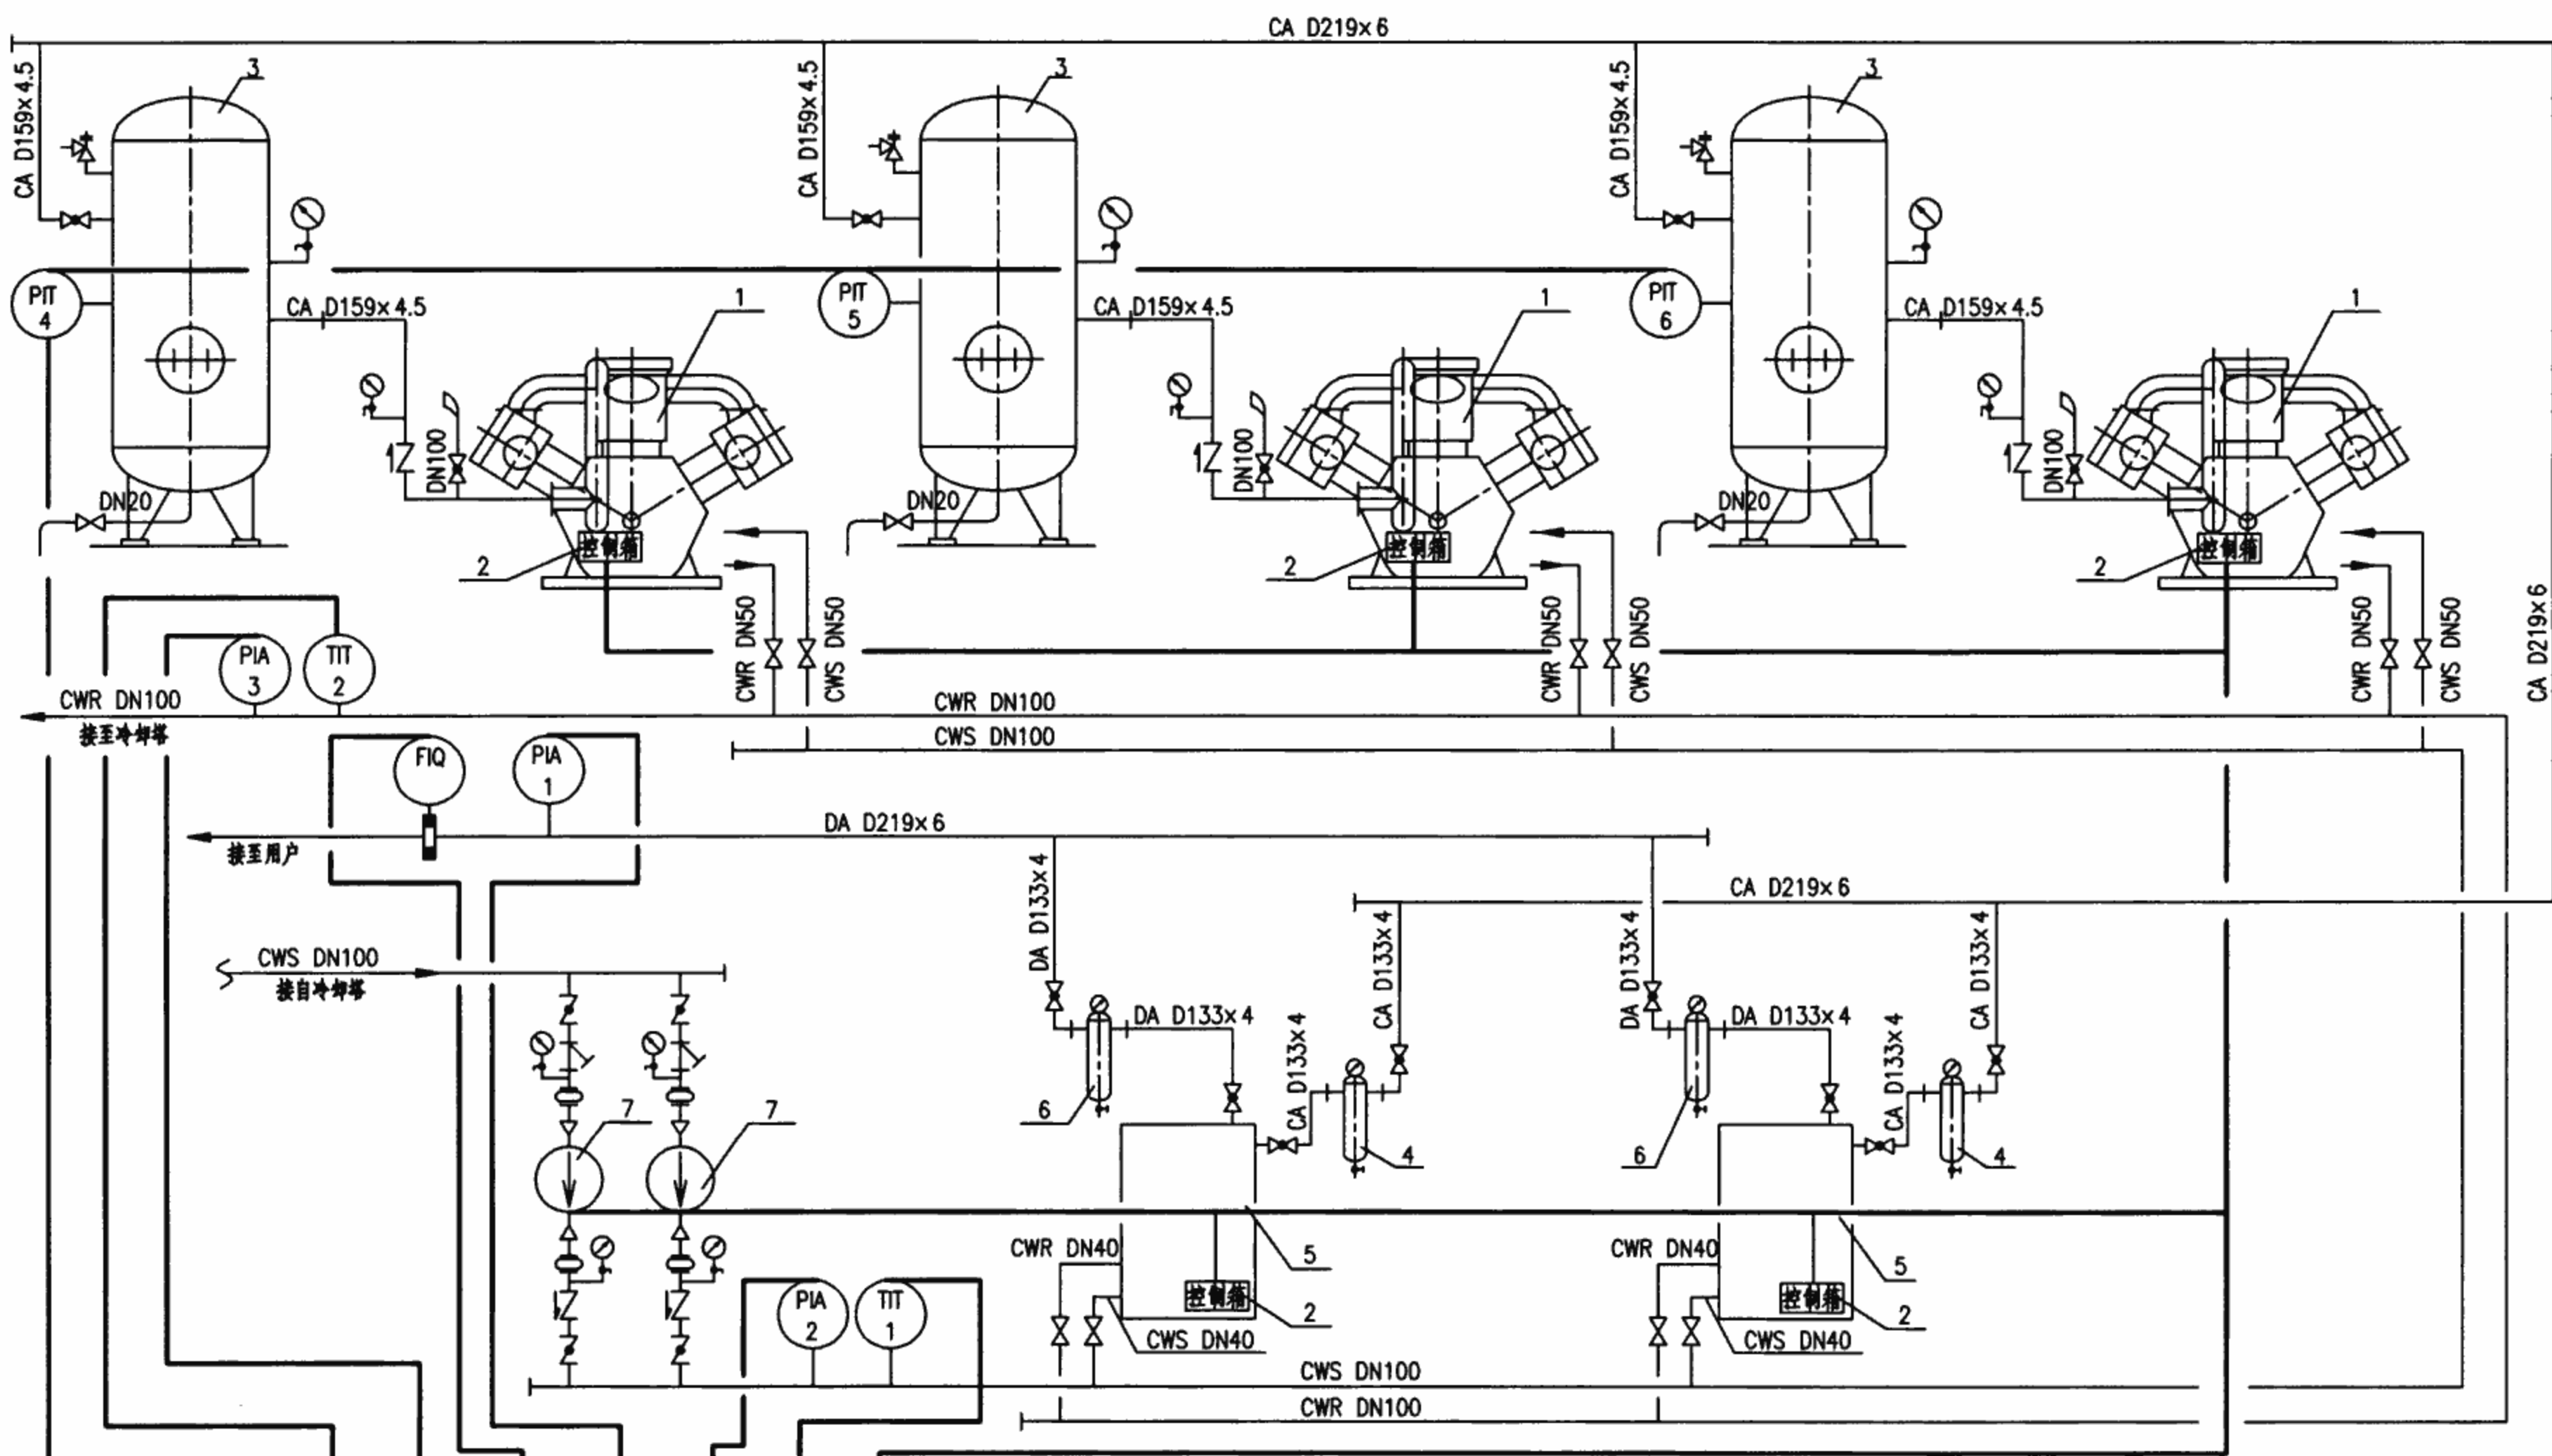 CA D219×6
CA D159×4.5
3
CA D159×4.5
3
CA D159×4.5
3
PIT
4
CA D159×4.5
1
PIT
5
CA D159×4.5
1
PIT
6
CA D159×4.5
1
DN100
DN100
DN100
DN20
DN20
DN20
控制箱
2
控制箱
2
控制箱
2
CWR DN50
CWS DN50
CWR DN50
CWS DN50
CWR DN50
CWS DN50
CA D219×6
PIA
3
TIT
2
CWR DN100
接至冷却塔
CWR DN100
CWS DN100
FIQ
PIA
1
DA D219×6
接至用户
DA D133×4
CA D219×6
CA D133×4
DA D133×4
CA D133×4
CWS DN100
接自冷却塔
DA D133×4
CA D133×4
DA D133×4
CA D133×4
7
7
6
4
6
4
CWR DN40
5
CWR DN40
5
PIA
2
TIT
1
控制箱
2
控制箱
2
CWS DN40
CWS DN40
CWS DN100
CWR DN100